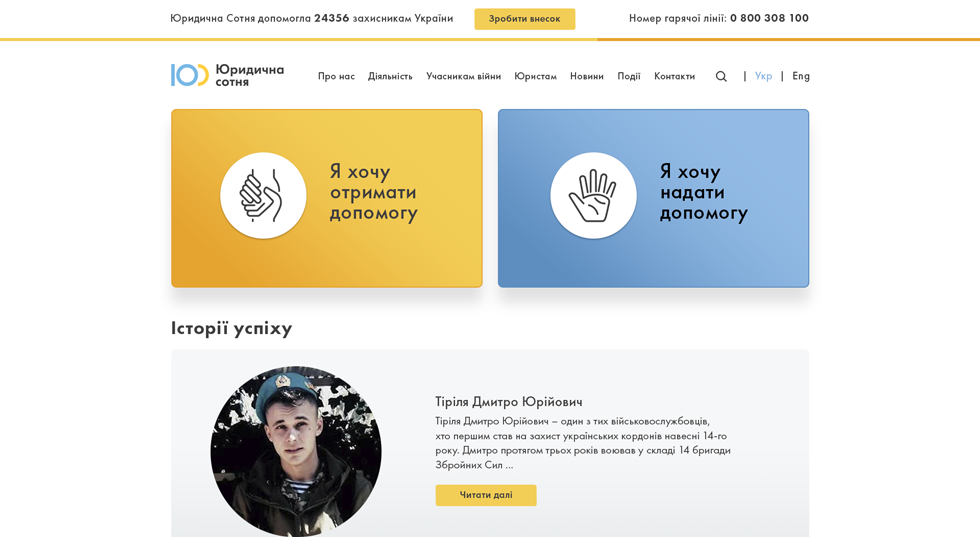 Юридична Сотня допомогла 24356 захисникам України
Зробити внесок
Номер гарячої лінії: 0 800 308 100
Юридична
сотня
Про нас Діяльність Учасникам війни Юристам Новини Події Контакти | Укр | Eng
Я хочу
отримати
допомогу
Я хочу
надати
допомогу
Історії успіху
Тіріля Дмитро Юрійович
Тіріля Дмитро Юрійович – один з тих військовослужбовців,
хто першим став на захист українських кордонів навесні 14-го
року. Дмитро протягом трьох років воював у складі 14 бригади
Збройних Сил ...
Читати далі